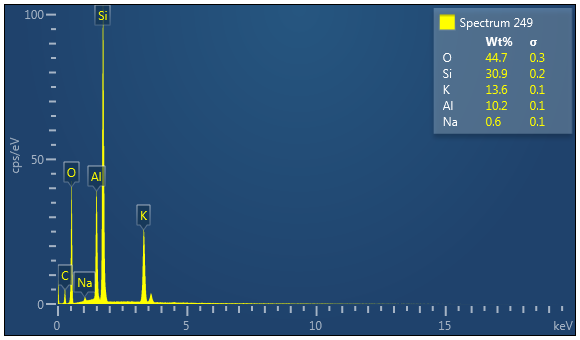 100
Si
Spectrum 249
Wt% σ
O 44.7 0.3
Si 30.9 0.2
K 13.6 0.1
Al 10.2 0.1
Na 0.6 0.1
cps/eV
50
O
Al
K
C
Na
0
0 5 10 15 keV